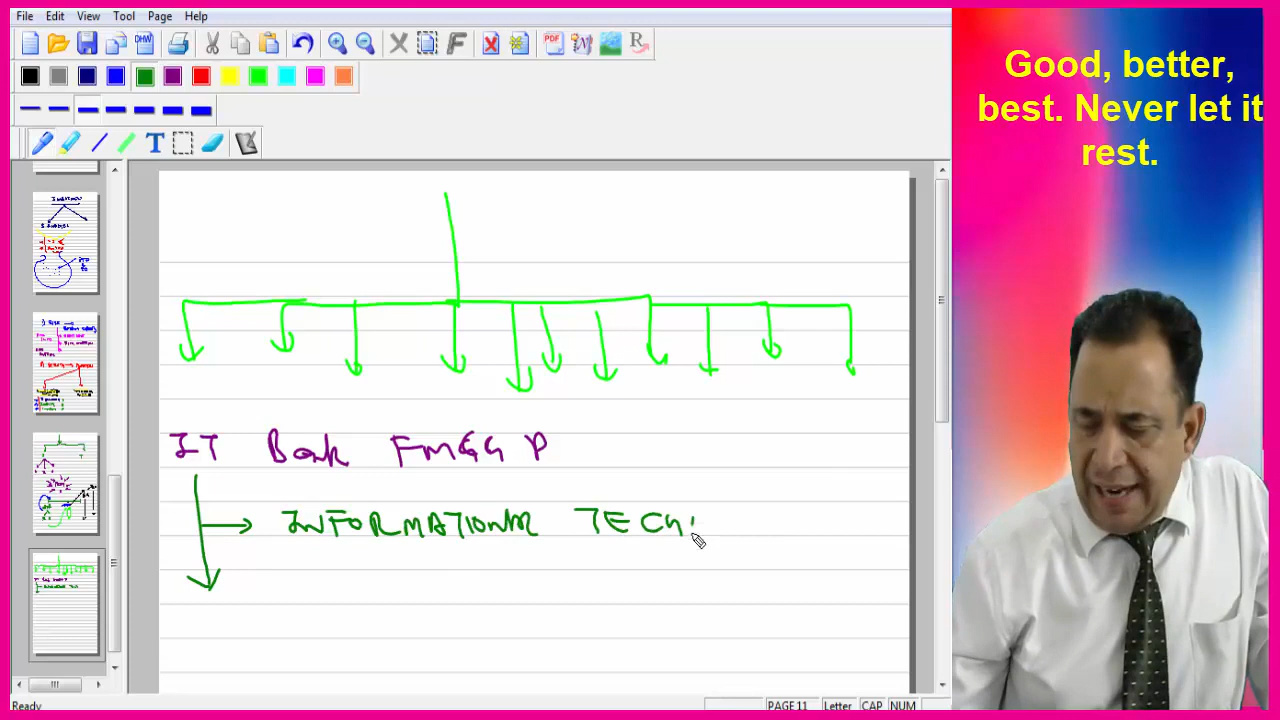 File Edit View Tool Page Help
Good, better,
best. Never let it
rest.
IT Bank FMGG P
INFORMATIONAL TECH
Ready
PAGE 11 Letter CAP NUM